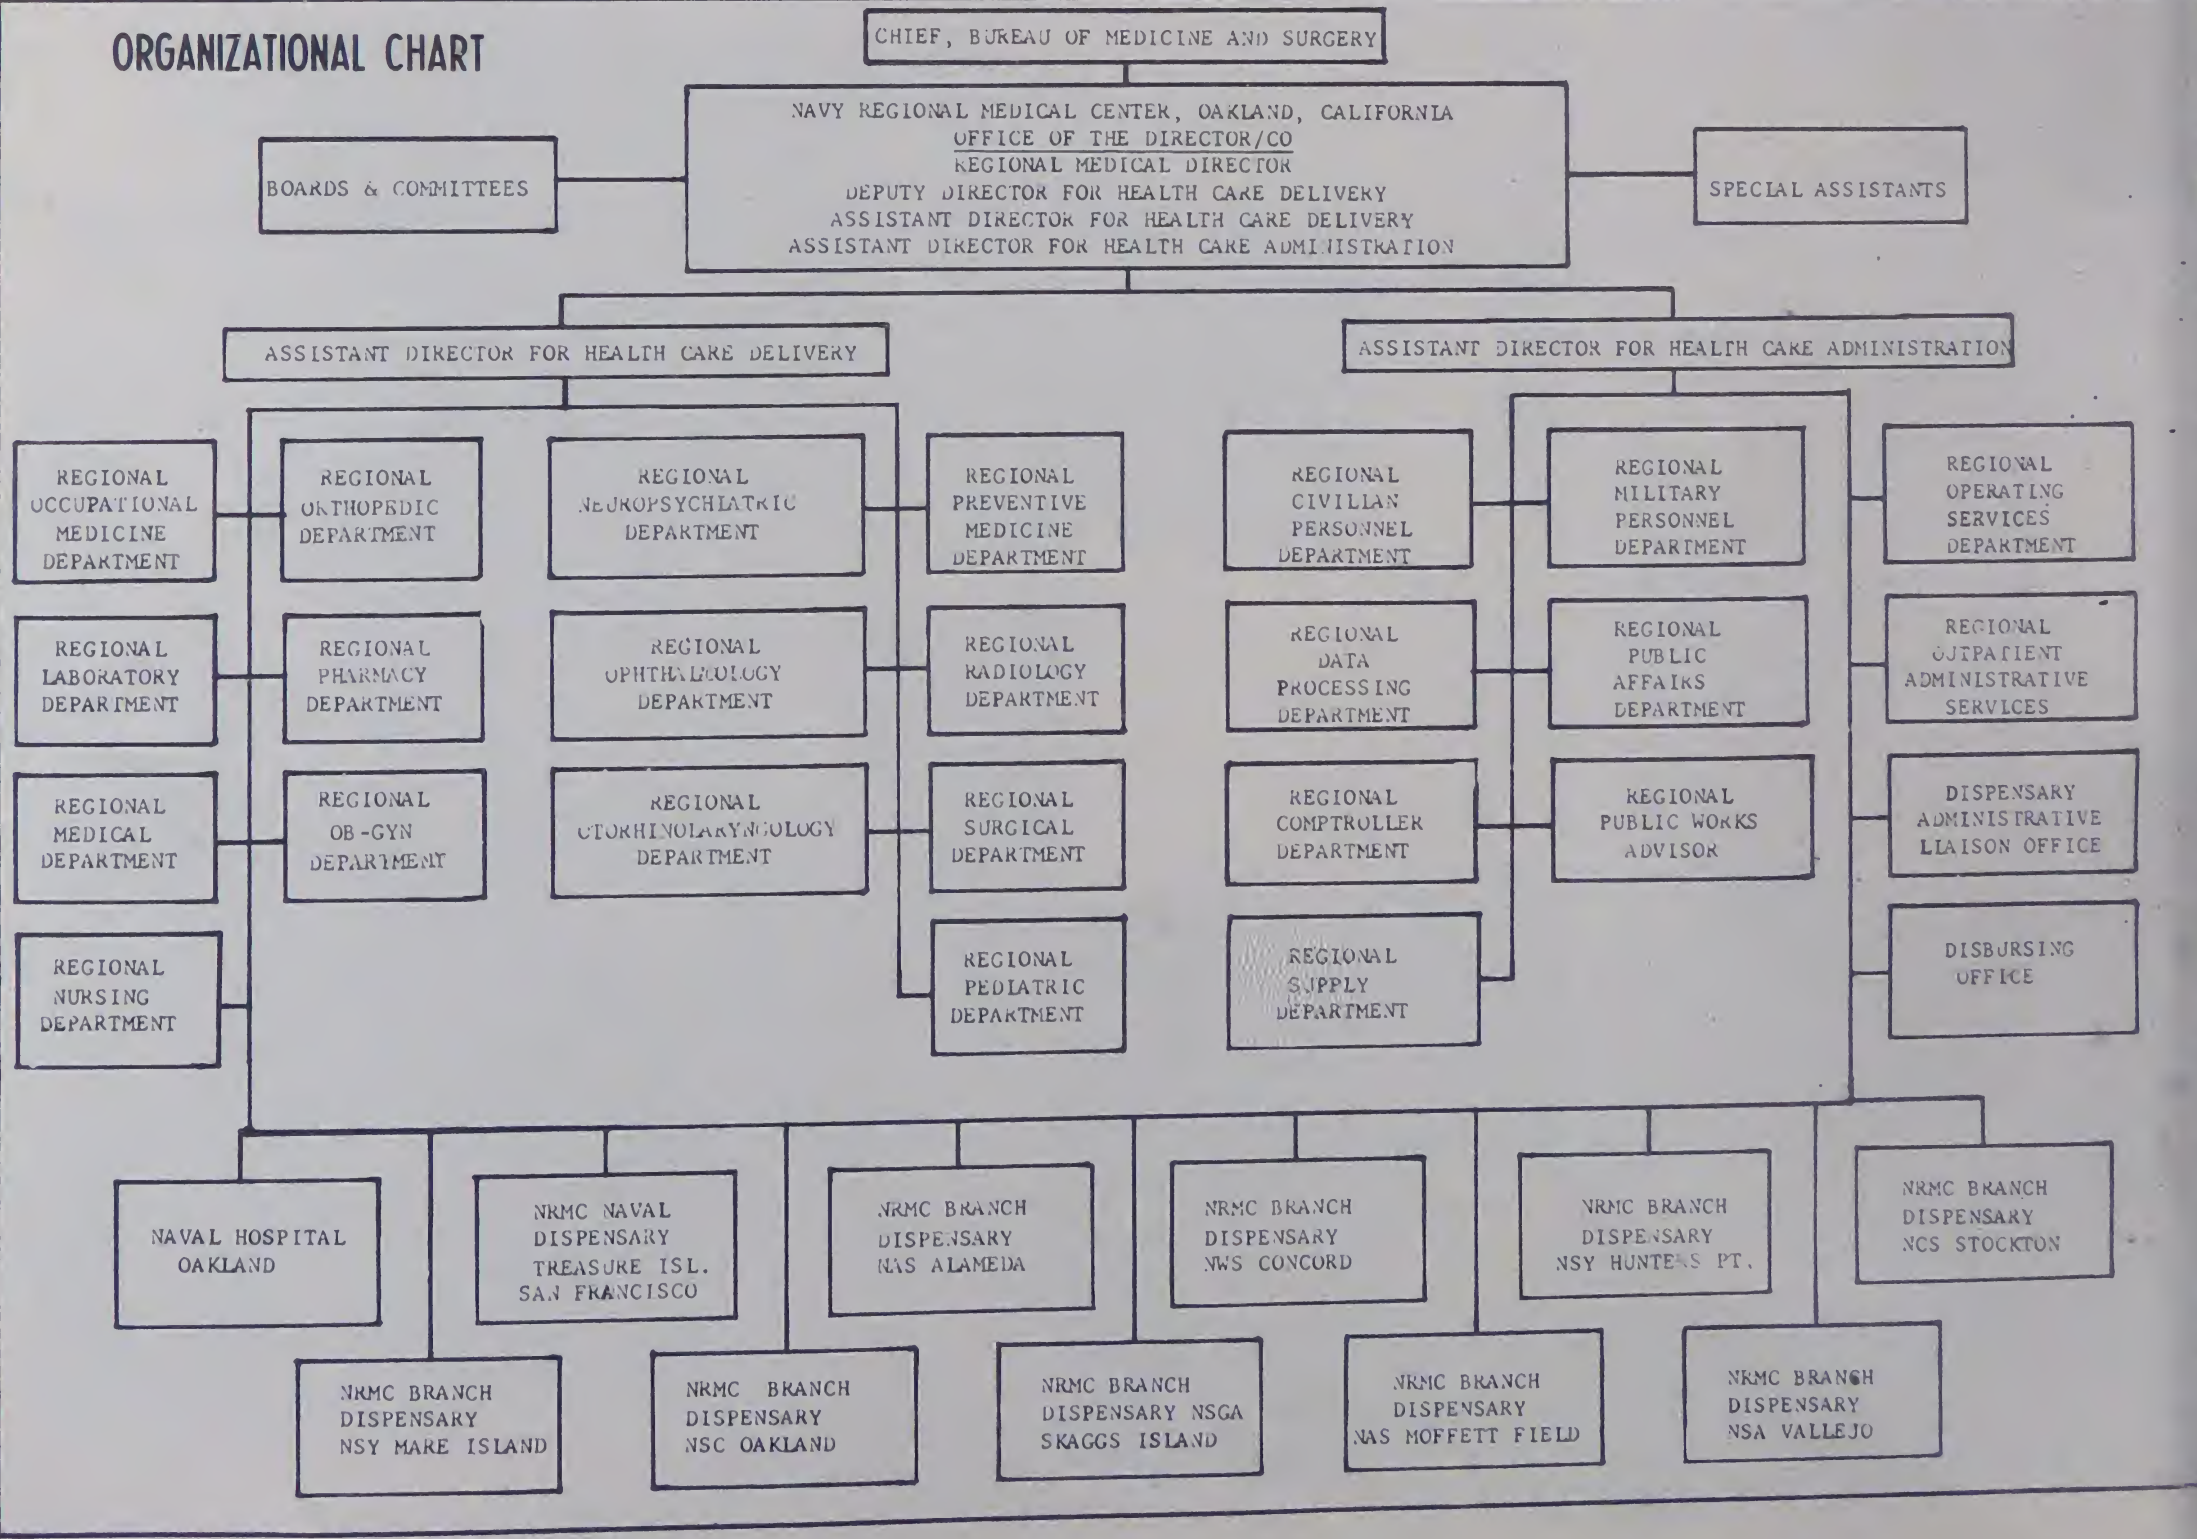 ORGANIZATIONAL CHART
CHIEF, BUREAU OF MEDICINE AND SURGERY
NAVY REGIONAL MEDICAL CENTER, OAKLAND, CALIFORNIA
OFFICE OF THE DIRECTOR/CO
REGIONAL MEDICAL DIRECTOR
DEPUTY DIRECTOR FOR HEALTH CARE DELIVERY
ASSISTANT DIRECTOR FOR HEALTH CARE DELIVERY
ASSISTANT DIRECTOR FOR HEALTH CARE ADMINISTRATION
BOARDS & COMMITTEES
SPECIAL ASSISTANTS
ASSISTANT DIRECTOR FOR HEALTH CARE DELIVERY
ASSISTANT DIRECTOR FOR HEALTH CARE ADMINISTRATION
REGIONAL
OCCUPATIONAL
MEDICINE
DEPARTMENT
REGIONAL
ORTHOPEDIC
DEPARTMENT
REGIONAL
NEUROPSYCHIATRIC
DEPARTMENT
REGIONAL
PREVENTIVE
MEDICINE
DEPARTMENT
REGIONAL
CIVILIAN
PERSONNEL
DEPARTMENT
REGIONAL
MILITARY
PERSONNEL
DEPARTMENT
REGIONAL
OPERATING
SERVICES
DEPARTMENT
REGIONAL
LABORATORY
DEPARTMENT
REGIONAL
PHARMACY
DEPARTMENT
REGIONAL
OPHTHALMOLOGY
DEPARTMENT
REGIONAL
RADIOLOGY
DEPARTMENT
REGIONAL
DATA
PROCESSING
DEPARTMENT
REGIONAL
PUBLIC
AFFAIRS
DEPARTMENT
REGIONAL
OUTPATIENT
ADMINISTRATIVE
SERVICES
REGIONAL
MEDICAL
DEPARTMENT
REGIONAL
OB-GYN
DEPARTMENT
REGIONAL
OTORHINOLARYNGOLOGY
DEPARTMENT
REGIONAL
SURGICAL
DEPARTMENT
REGIONAL
COMPTROLLER
DEPARTMENT
REGIONAL
PUBLIC WORKS
ADVISOR
DISPENSARY
ADMINISTRATIVE
LIAISON OFFICE
REGIONAL
NURSING
DEPARTMENT
REGIONAL
PEDIATRIC
DEPARTMENT
REGIONAL
SUPPLY
DEPARTMENT
DISBURSING
OFFICE
NAVAL HOSPITAL
OAKLAND
NRMC NAVAL
DISPENSARY
TREASURE ISL.
SAN FRANCISCO
NRMC BRANCH
DISPENSARY
NAS ALAMEDA
NRMC BRANCH
DISPENSARY
NWS CONCORD
NRMC BRANCH
DISPENSARY
NSY HUNTERS PT.
NRMC BRANCH
DISPENSARY
NCS STOCKTON
NRMC BRANCH
DISPENSARY
NSY MARE ISLAND
NRMC BRANCH
DISPENSARY
NSC OAKLAND
NRMC BRANCH
DISPENSARY NSGA
SKAGGS ISLAND
NRMC BRANCH
DISPENSARY
NAS MOFFETT FIELD
NRMC BRANCH
DISPENSARY
NSA VALLEJO